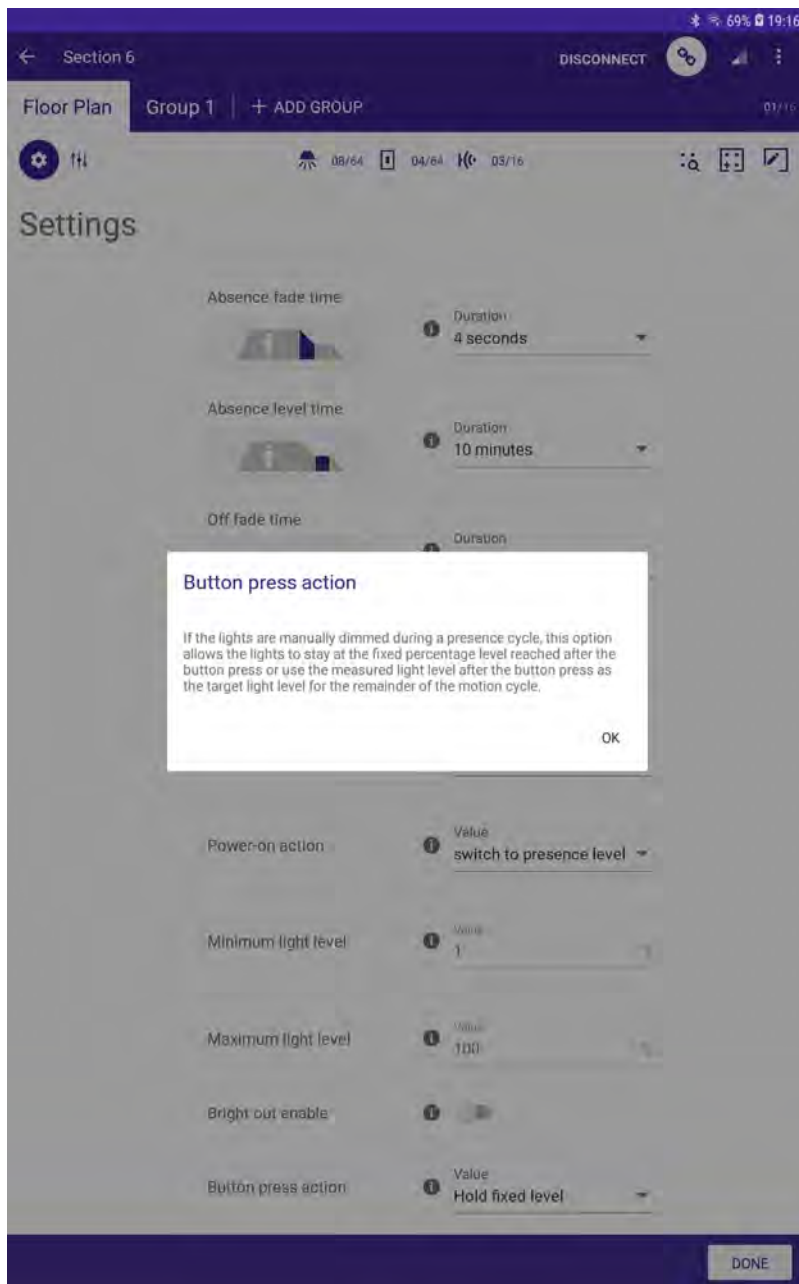 69% 19:16
Section 6 DISCONNECT
Floor Plan Group 1 + ADD GROUP 01/16
08/64 04/64 03/16
Settings
Absence fade time
Duration
4 seconds
Absence level time
Duration
10 minutes
Off fade time
Duration
Button press action
If the lights are manually dimmed during a presence cycle, this option
allows the lights to stay at the fixed percentage level reached after the
button press or use the measured light level after the button press as
the target light level for the remainder of the motion cycle.
OK
Power-on action
Value
switch to presence level
Minimum light level
Value
1
Maximum light level
Value
100
Bright out enable
Button press action
Value
Hold fixed level
DONE